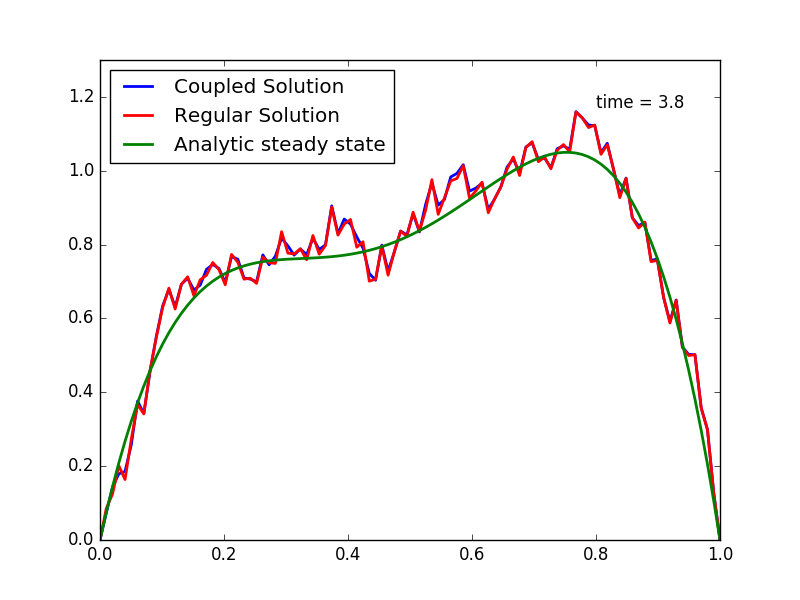 Coupled Solution
Regular Solution
Analytic steady state
time = 3.8
1.2
1.0
0.8
0.6
0.4
0.2
0.0
0.0 0.2 0.4 0.6 0.8 1.0